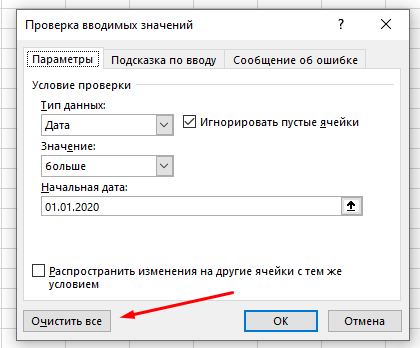 Проверка вводимых значений
?
Параметры
Подсказка по вводу
Сообщение об ошибке
Условие проверки
Тип данных:
Дата
Игнорировать пустые ячейки
Значение:
больше
Начальная дата:
01.01.2020
Распространить изменения на другие ячейки с тем же
условием
Очистить все
ОК
Отмена